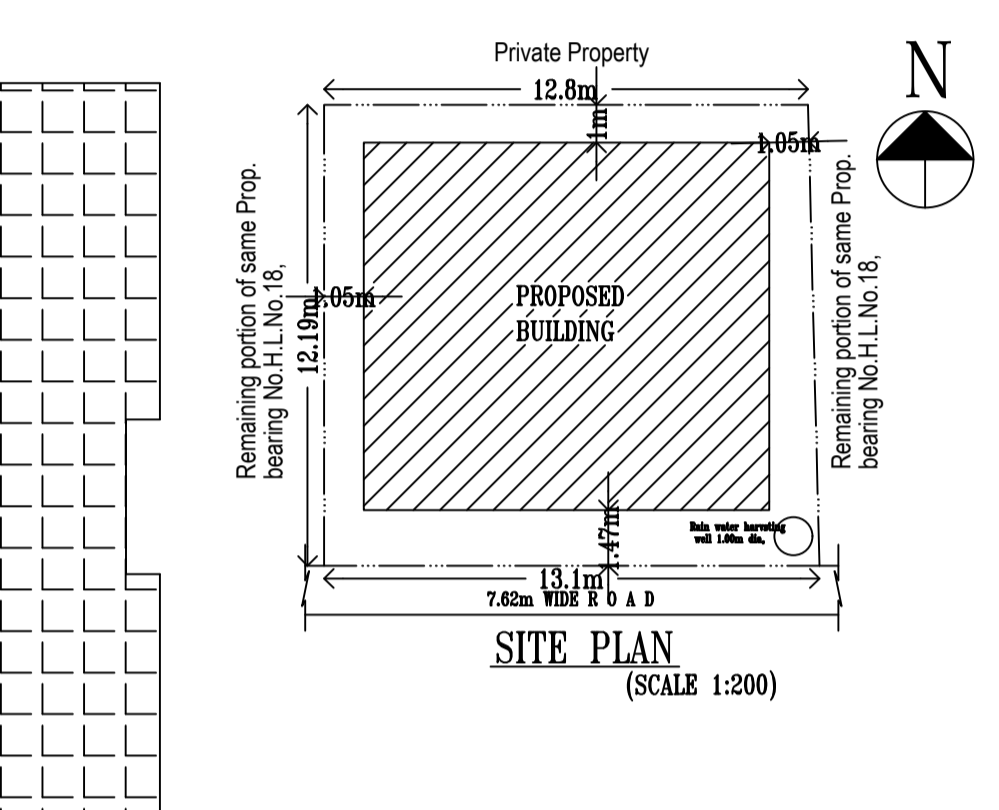 Private Property
N
12.8m
1m
1.05m
Remaining portion of same Prop.
bearing No.H.L.No.18,
12.19m
.05m
PROPOSED
BUILDING
Remaining portion of same Prop.
bearing No.H.L.No.18,
1.47m
Rain water harvsting
well 1.00m dia,
13.1m
7.62m WIDE R O A D
SITE PLAN
(SCALE 1:200)